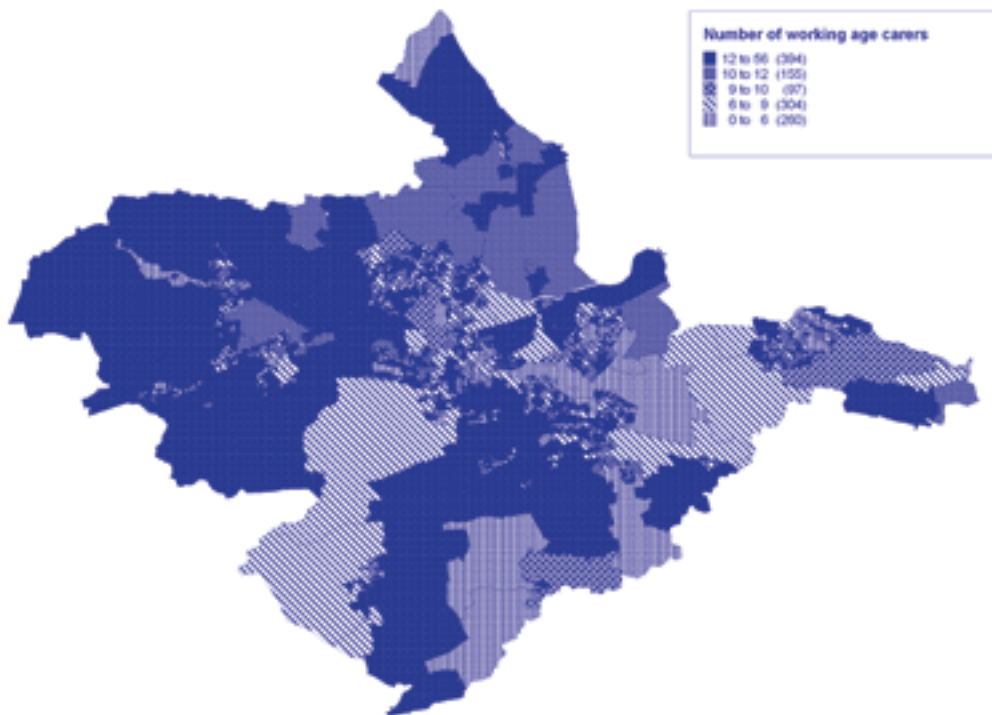 Number of working age carers
12 to 56 (394)
10 to 12 (155)
9 to 10 (97)
6 to 9 (304)
0 to 6 (260)